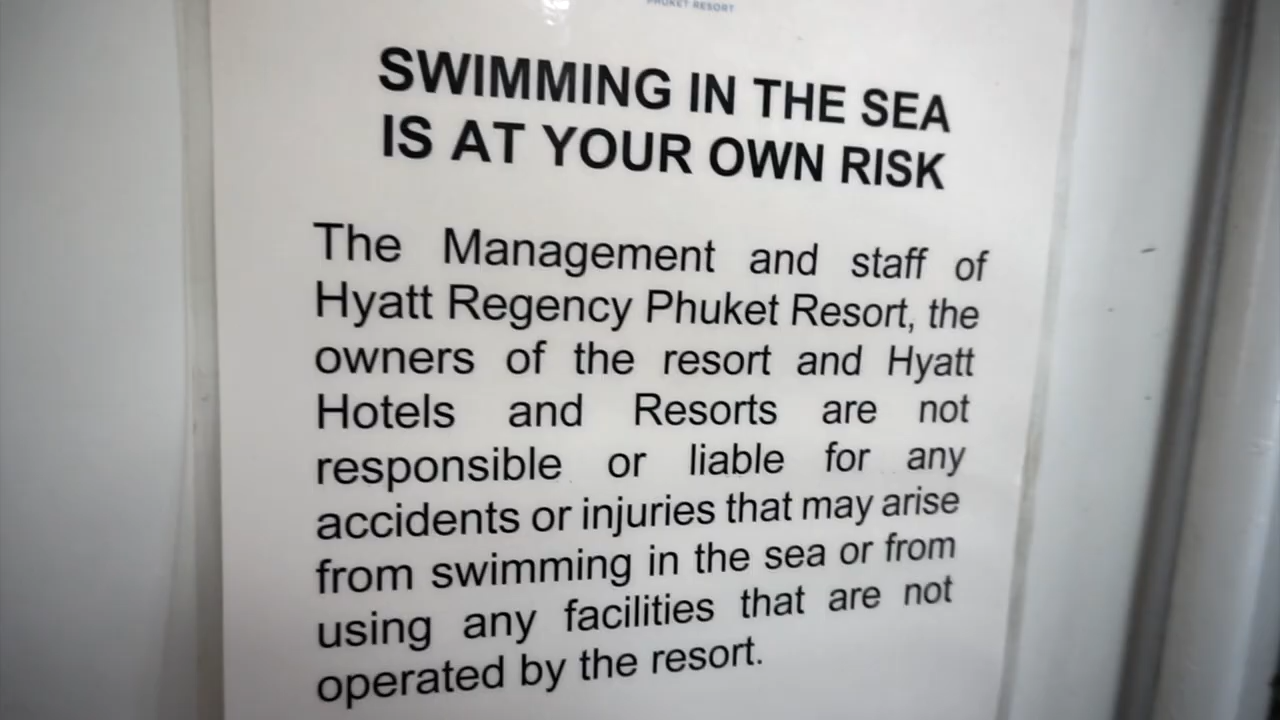 PHUKET RESORT
SWIMMING IN THE SEA
IS AT YOUR OWN RISK
The Management and staff of
Hyatt Regency Phuket Resort, the
owners of the resort and Hyatt
Hotels and Resorts are not
responsible or liable for any
accidents or injuries that may arise
from swimming in the sea or from
using any facilities that are not
operated by the resort.